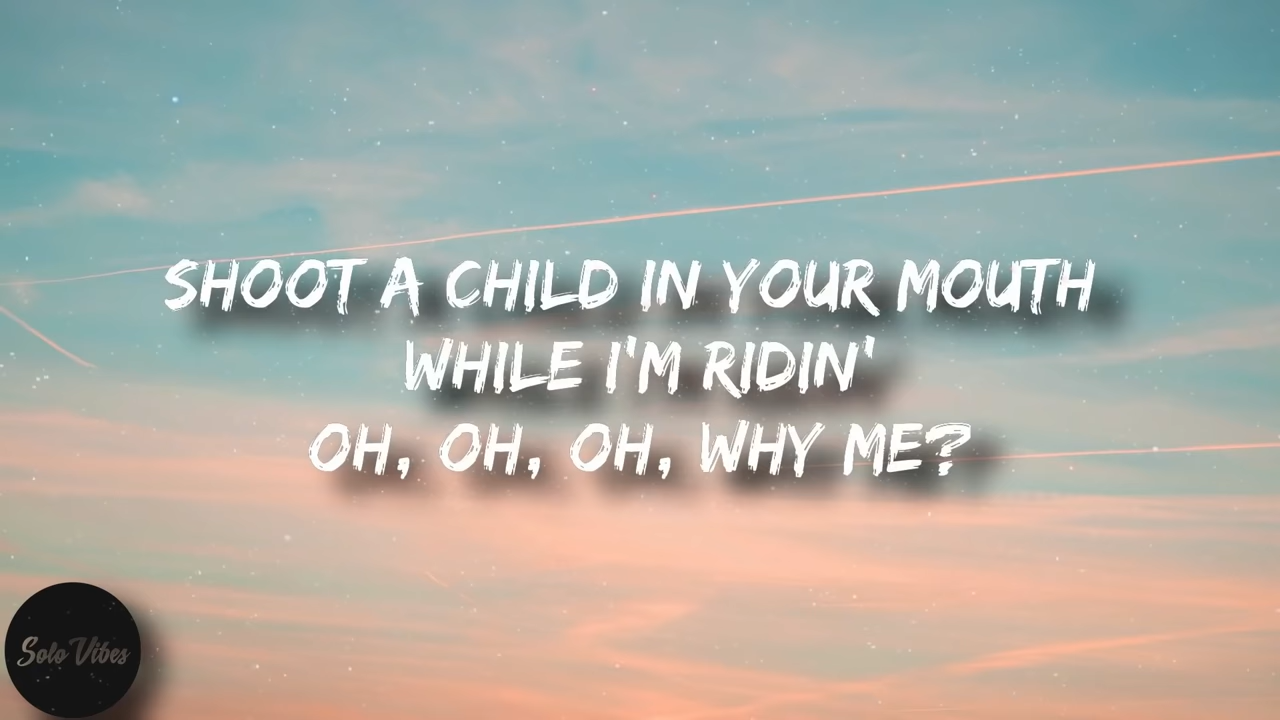 SHOOT A CHILD IN YOUR MOUTH
WHILE I'M RIDIN'
OH, OH, OH, WHY ME?
Solo Vibes